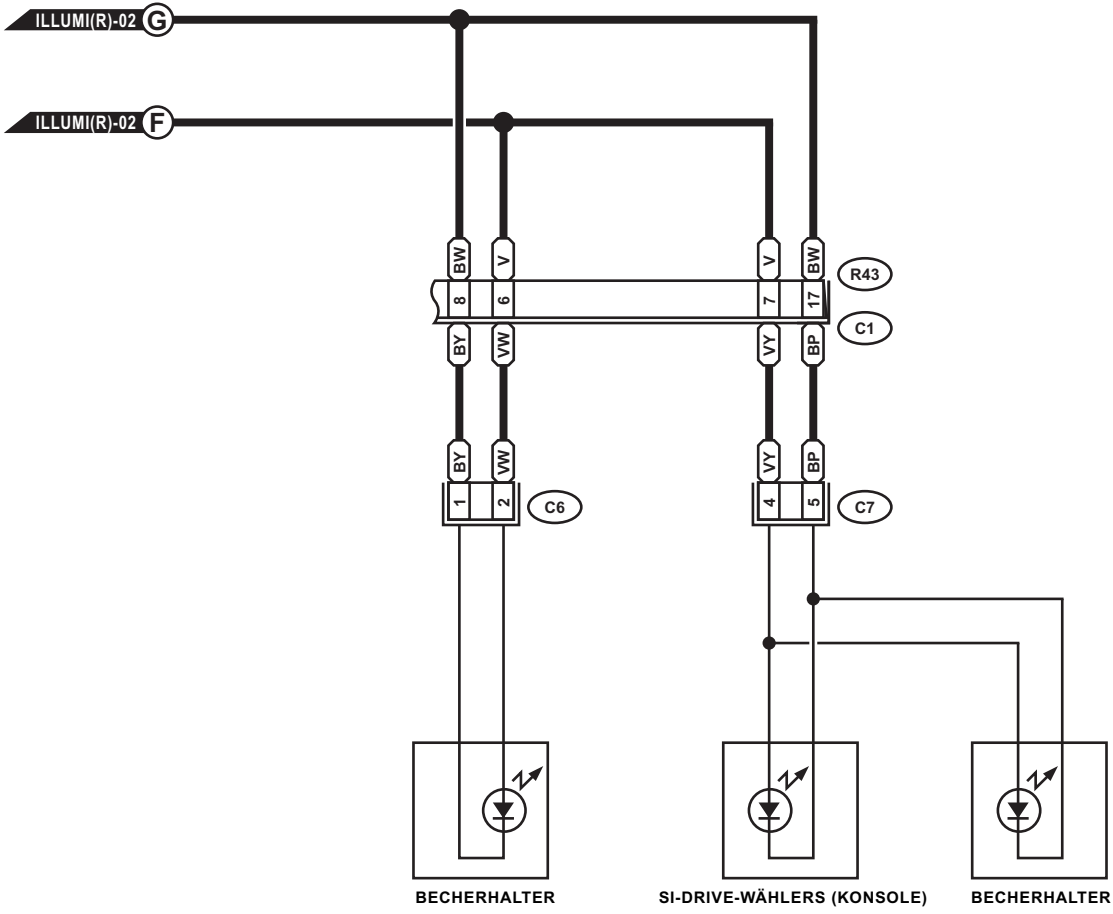 ILLUMI(R)-02 G
ILLUMI(R)-02 F
BW V V BW
8 6 7 17 R43
C1
BY VW VY BP
BY VW VY BP
1 2 C6 4 5 C7
BECHERHALTER SI-DRIVE-WÄHLERS (KONSOLE) BECHERHALTER